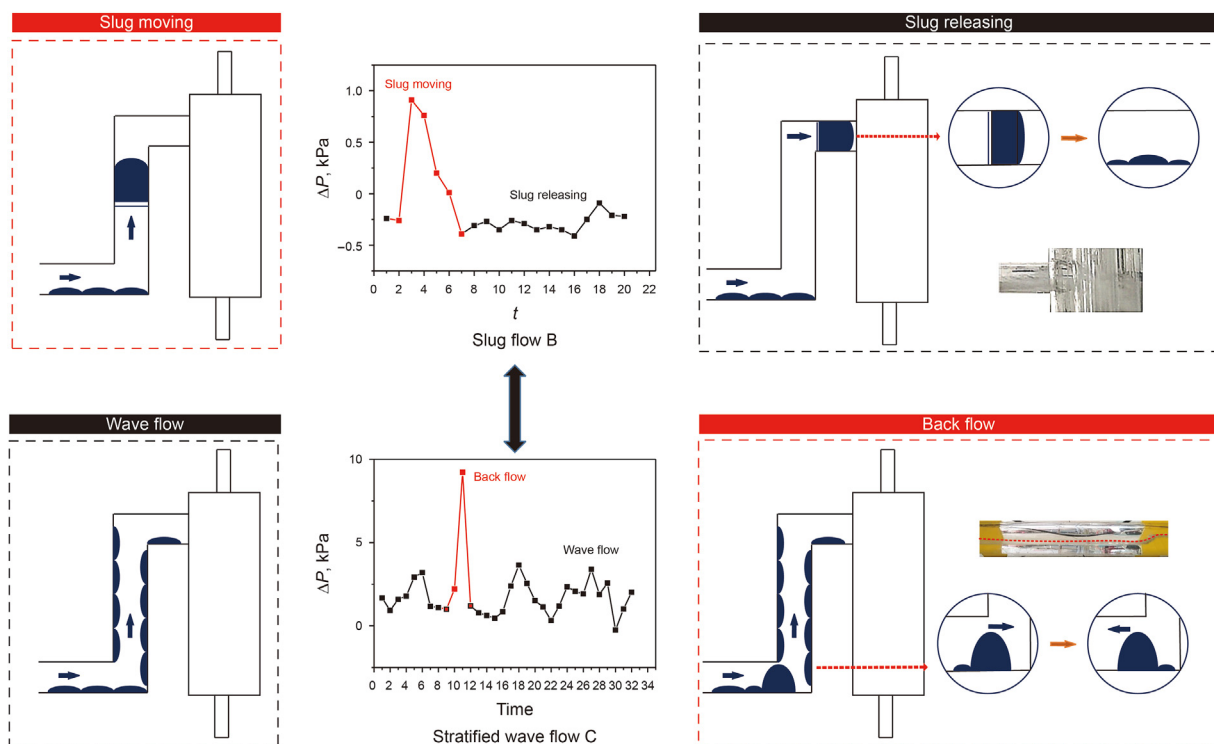 Slug moving
Slug releasing
Slug moving
Slug releasing
ΔP, kPa
1.0
0.5
0
−0.5
0 2 4 6 8 10 12 14 16 18 20 22
t
Slug flow B
Wave flow
Back flow
Back flow
Wave flow
ΔP, kPa
10
5
0
0 2 4 6 8 10 12 14 16 18 20 22 24 26 28 30 32 34
Time
Stratified wave flow C